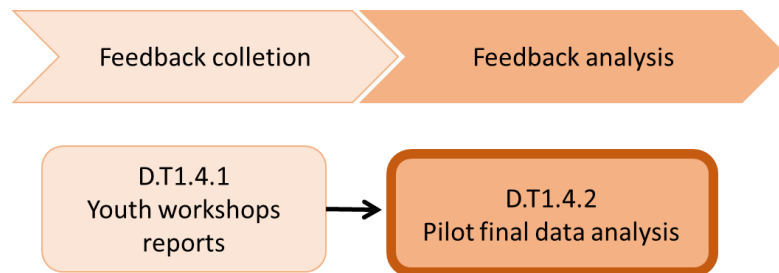 Feedback colletion
Feedback analysis
D.T1.4.1
Youth workshops
reports
D.T1.4.2
Pilot final data analysis